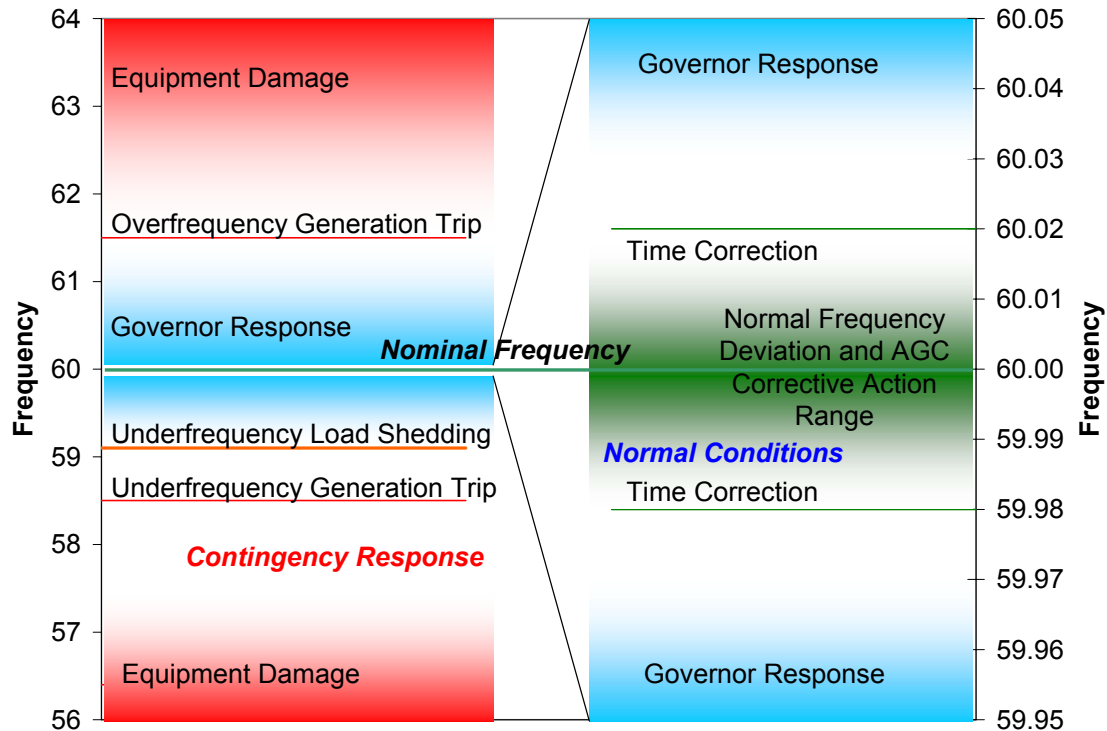 Frequency
64
63
62
61
60
59
58
57
56
Equipment Damage
Overfrequency Generation Trip
Governor Response
Nominal Frequency
Underfrequency Load Shedding
Underfrequency Generation Trip
Contingency Response
Equipment Damage
Governor Response
Time Correction
Normal Frequency
Deviation and AGC
Corrective Action
Range
Normal Conditions
Time Correction
Governor Response
60.05
60.04
60.03
60.02
60.01
60.00
59.99
59.98
59.97
59.96
59.95
Frequency